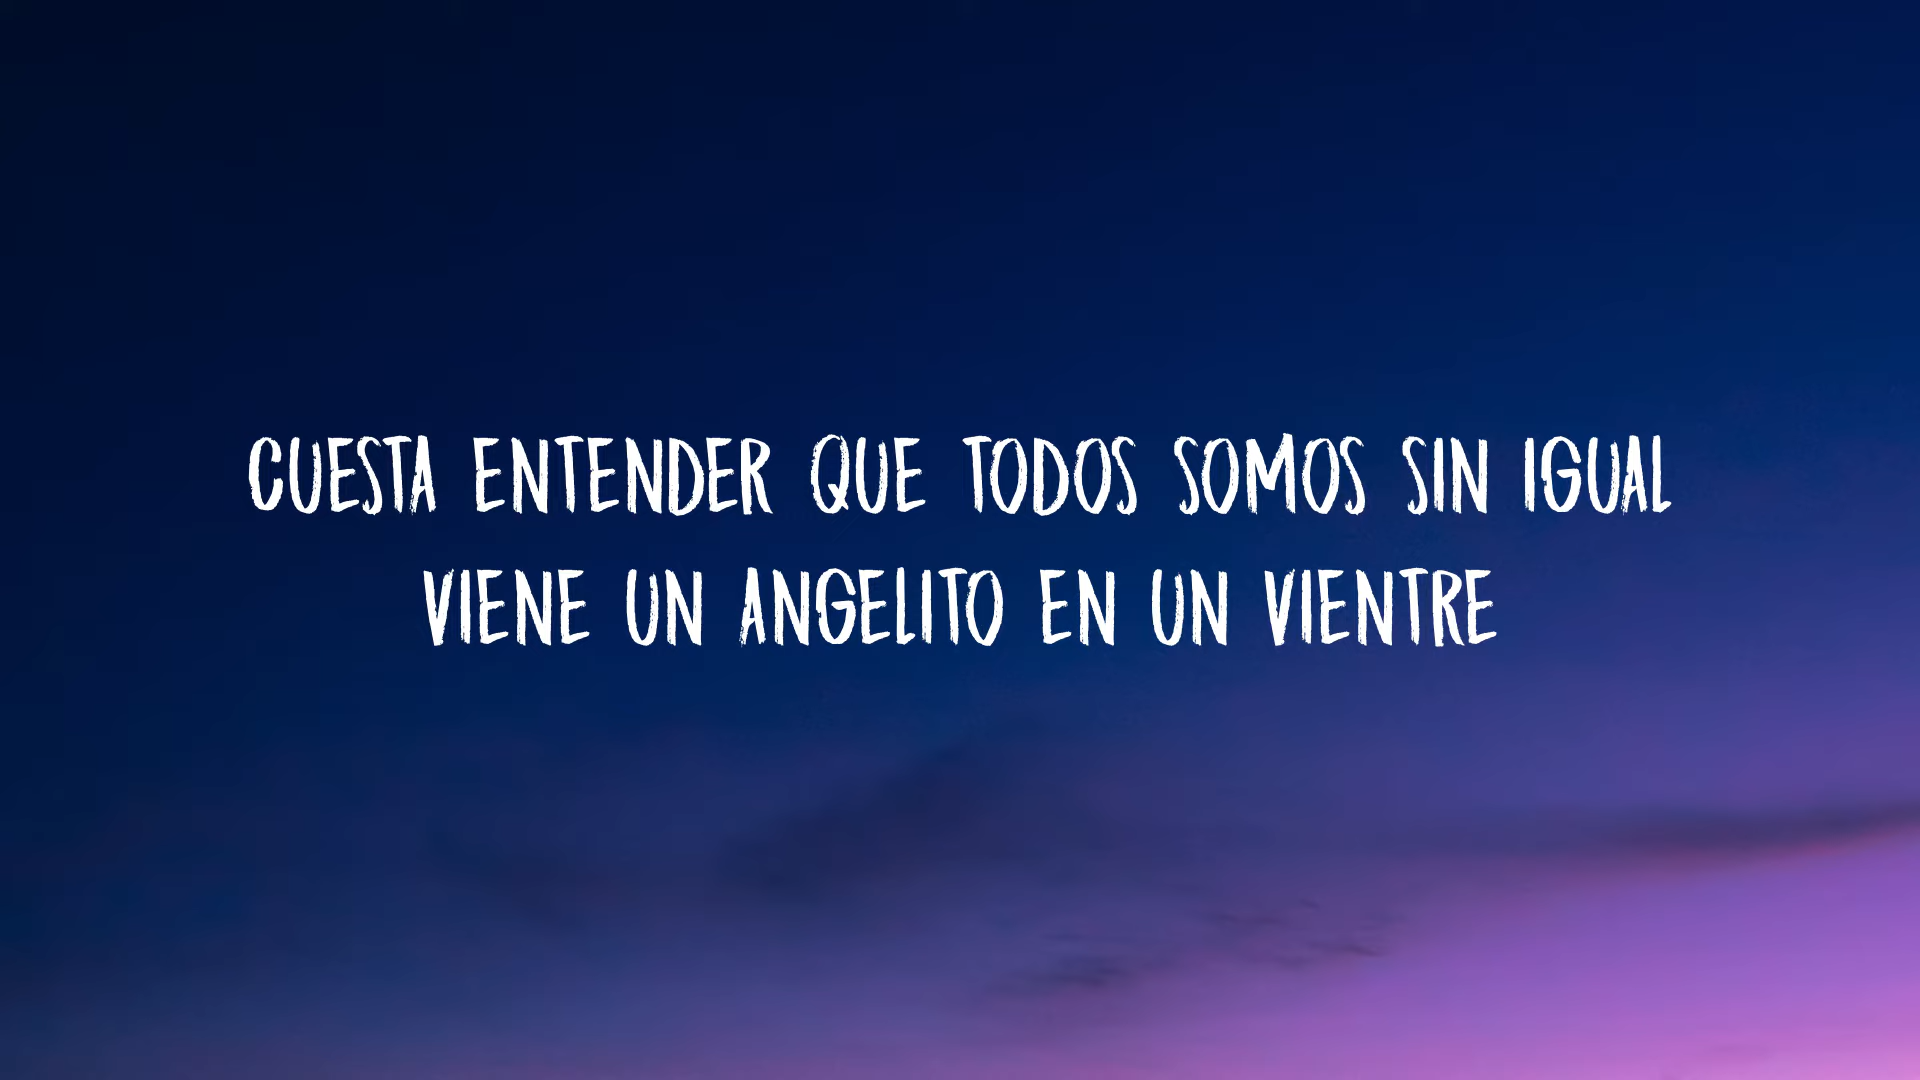 CUESTA ENTENDER QUE TODOS SOMOS SIN IGUAL
VIENE UN ANGELITO EN UN VIENTRE